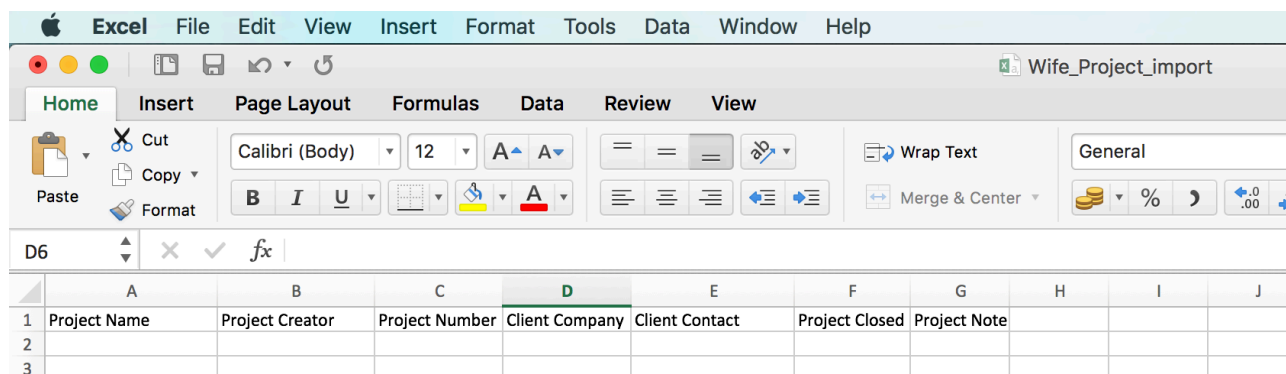 Excel File Edit View Insert Format Tools Data Window Help
Wife_Project_import
Home Insert Page Layout Formulas Data Review View
Paste
Cut
Copy
Format
Calibri (Body) 12 A A
B I U A
Wrap Text
Merge & Center
General
% .0 .00
D6 fx
A B C D E F G H I J
1 Project Name Project Creator Project Number Client Company Client Contact Project Closed Project Note
2
3